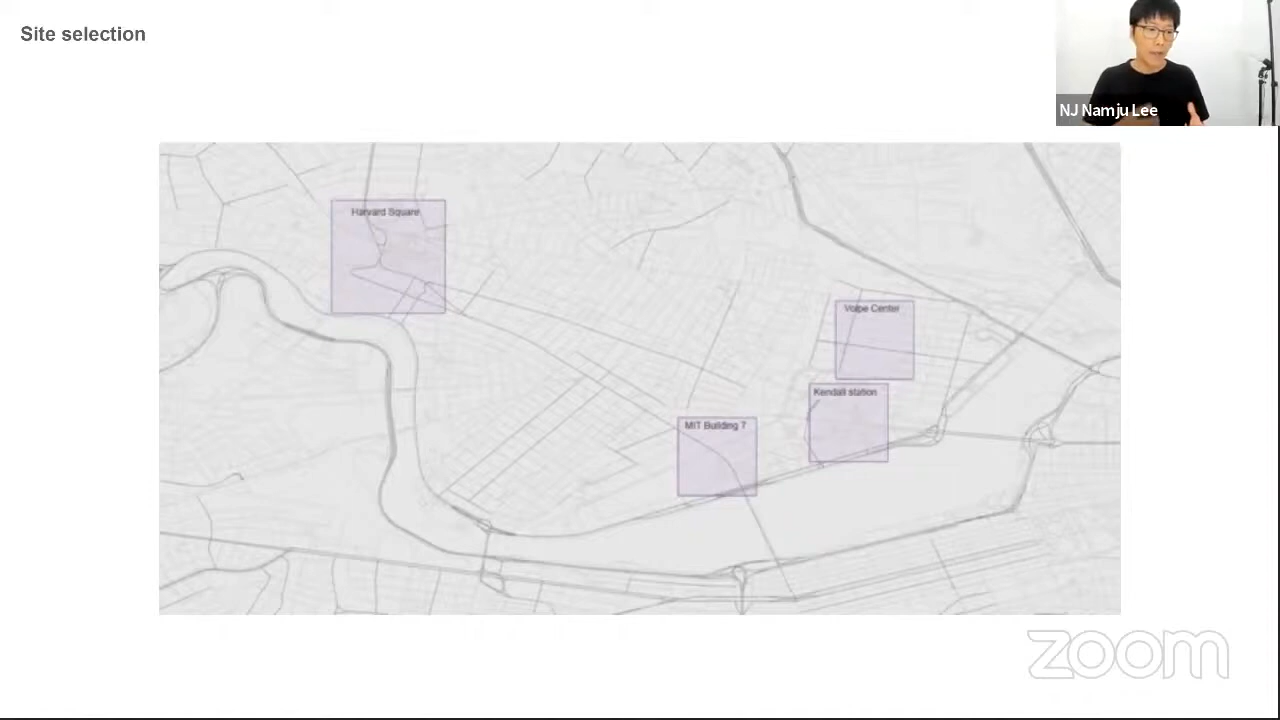 Site selection
NJ Namju Lee
Harvard Square
Volpe Center
Kendall station
MIT Building 7
zoom